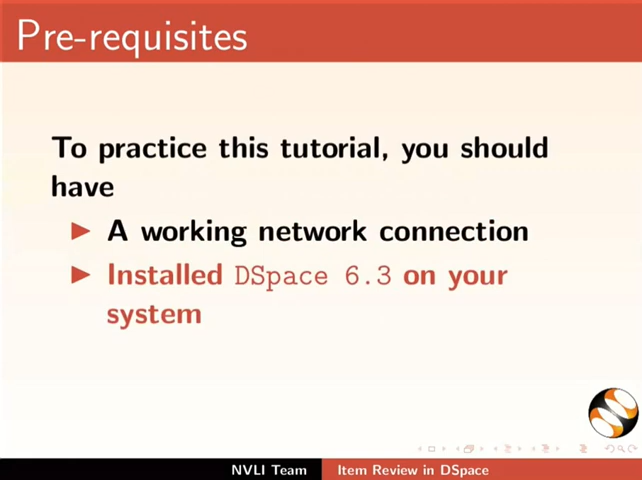 Pre-requisites
To practice this tutorial, you should
have
▶ A working network connection
▶ Installed DSpace 6.3 on your
system
NVLI Team Item Review in DSpace